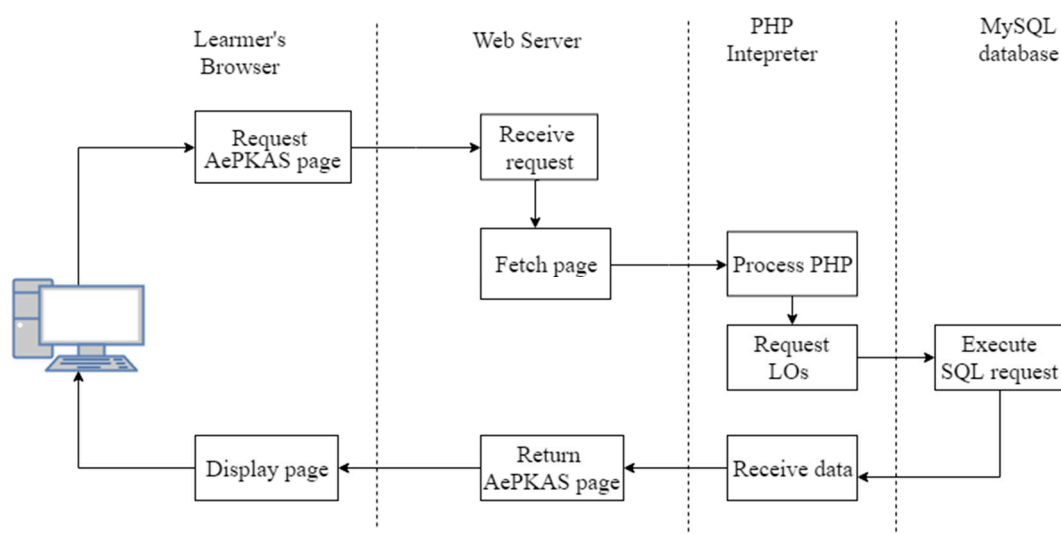 Learmer's
Browser
Web Server
PHP
Intepreter
MySQL
database
Request
AePKAS page
Receive
request
Fetch page
Process PHP
Request
LOs
Execute
SQL request
Display page
Return
AePKAS page
Receive data